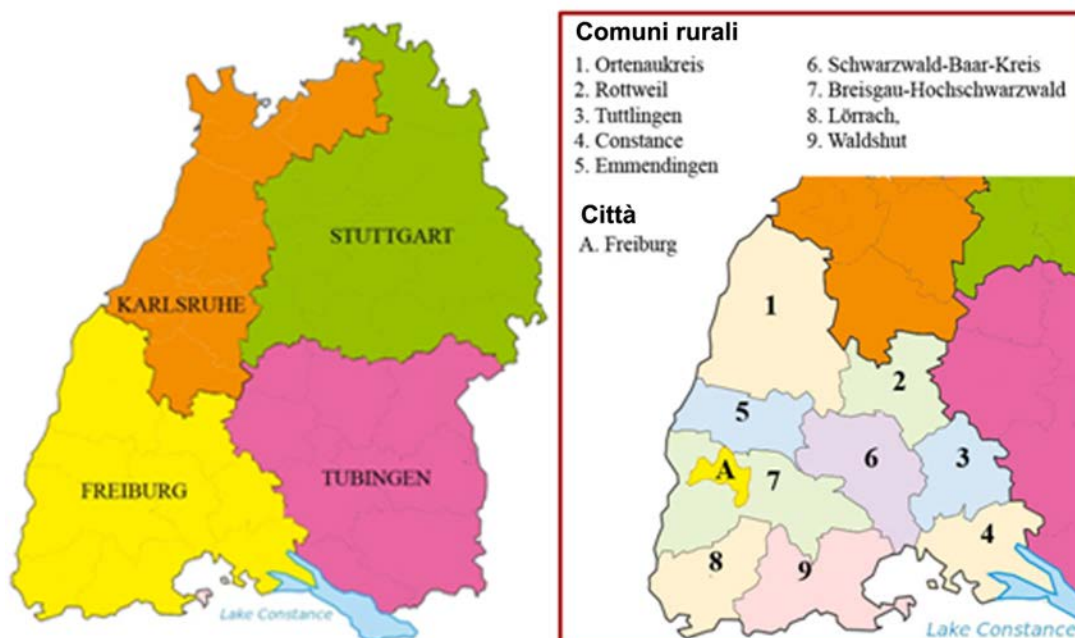 STUTTGART
KARLSRUHE
FREIBURG
TUBINGEN
Lake Constance
Comuni rurali
1. Ortenaukreis
2. Rottweil
3. Tuttlingen
4. Constance
5. Emmendingen
6. Schwarzwald-Baar-Kreis
7. Breisgau-Hochschwarzwald
8. Lörrach,
9. Waldshut
Città
A. Freiburg
1
2
5
A
7
6
3
8
9
4
Lake Constance